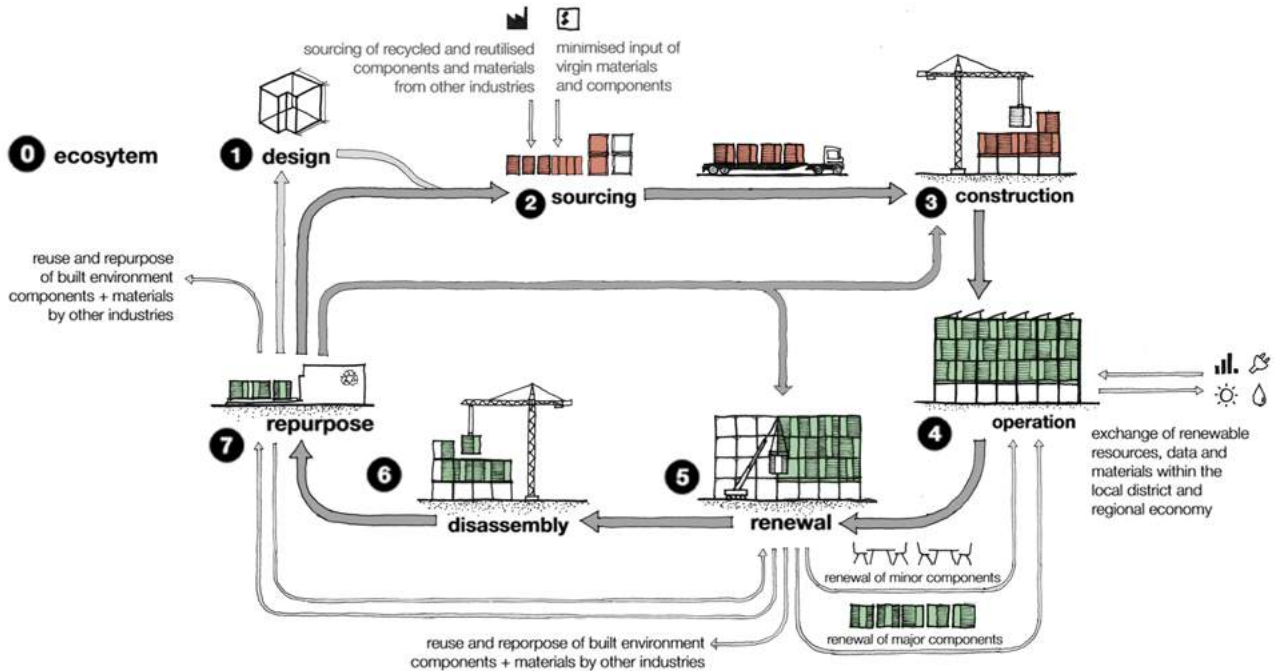 sourcing of recycled and reutilised
components and materials
from other industries
minimised input of
virgin materials
and components
0 ecosytem
1 design
2 sourcing
3 construction
reuse and repurpose
of built environment
components + materials
by other industries
7 repurpose
6 disassembly
5 renewal
4 operation
exchange of renewable
resources, data and
materials within the
local district and
regional economy
renewal of minor components
renewal of major components
reuse and reporpose of built environment
components + materials by other industries